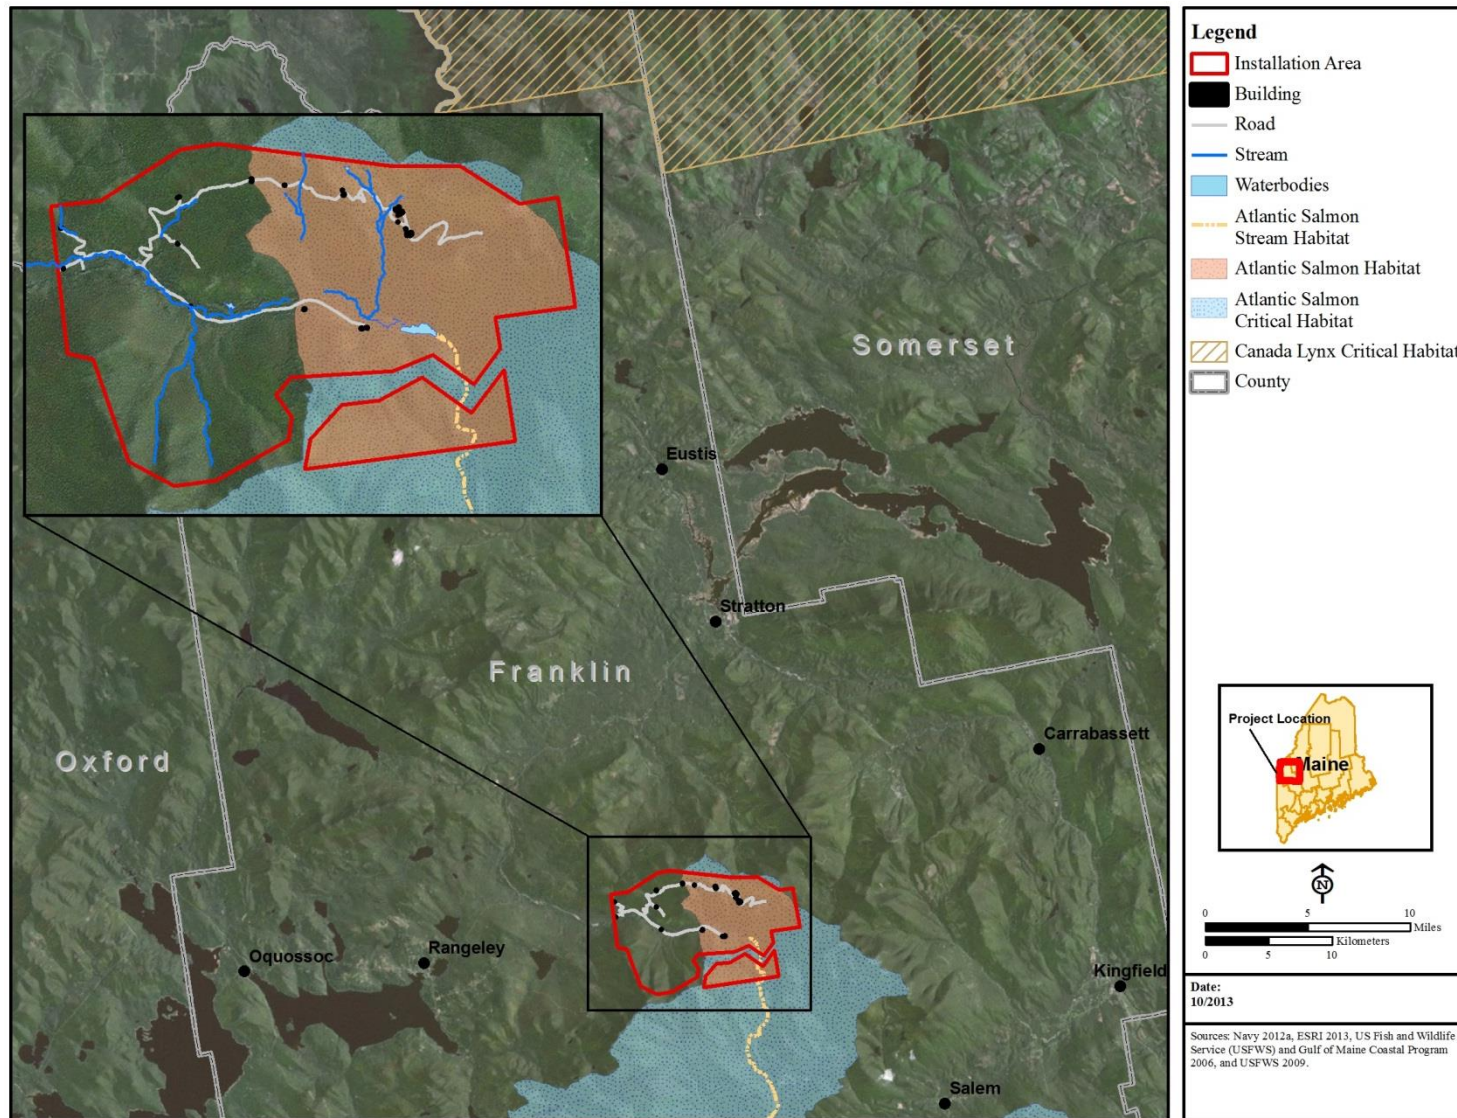 Somerset
Eustis
Stratton
Franklin
Carrabassett
Oxford
Oquossoc
Rangeley
Kingfield
Salem
Legend
Installation Area
Building
Road
Stream
Waterbodies
Atlantic Salmon
Stream Habitat
Atlantic Salmon Habitat
Atlantic Salmon
Critical Habitat
Canada Lynx Critical Habitat
County
Project Location
Maine
N
0 5 10
Miles
Kilometers
0 5 10
Date:
10/2013
Sources: Navy 2012a, ESRI 2013, US Fish and Wildlife
Service (USFWS) and Gulf of Maine Coastal Program
2006, and USFWS 2009.